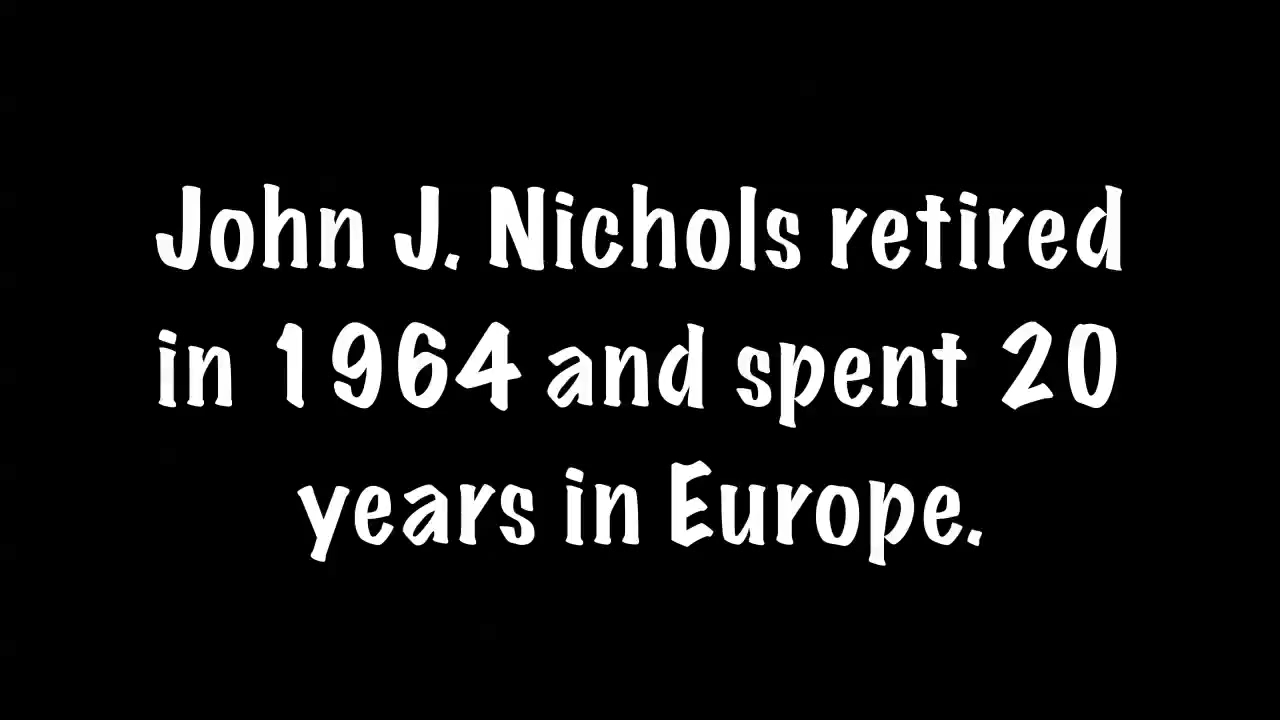 John J. Nichols retired
in 1964 and spent 20
years in Europe.